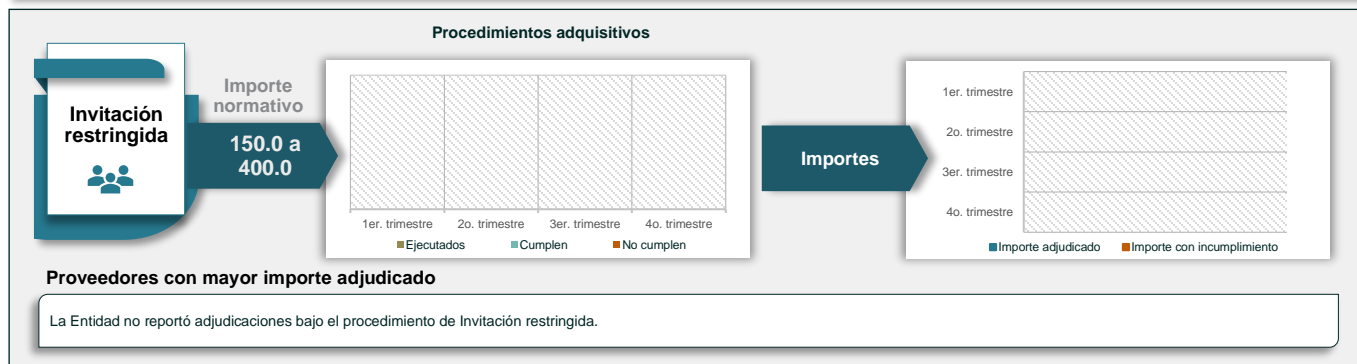 Procedimientos adquisitivos
Invitación
restringida
Importe
normativo
150.0 a
400.0
1er. trimestre
2o. trimestre
3er. trimestre
4o. trimestre
Ejecutados
Cumplen
No cumplen
Importes
1er. trimestre
2o. trimestre
3er. trimestre
4o. trimestre
Importe adjudicado
Importe con incumplimiento
Proveedores con mayor importe adjudicado
La Entidad no reportó adjudicaciones bajo el procedimiento de Invitación restringida.